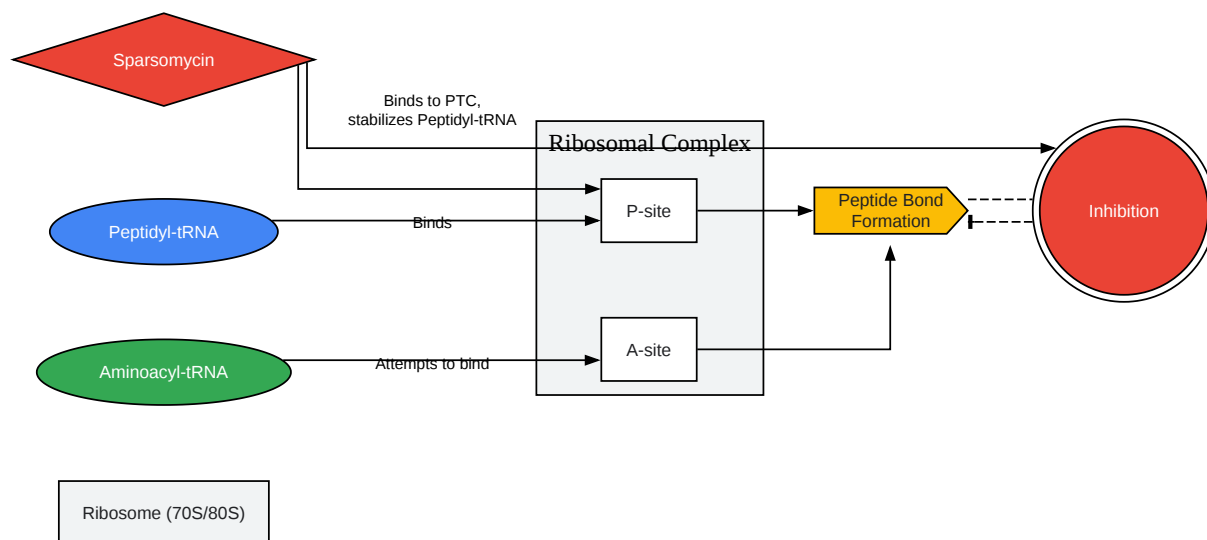 Sparsomycin
Binds to PTC,
stabilizes Peptidyl-tRNA
Ribosomal Complex
P-site
Peptide Bond
Formation
Inhibition
Peptidyl-tRNA
Binds
A-site
Aminoacyl-tRNA
Attempts to bind
Ribosome (70S/80S)